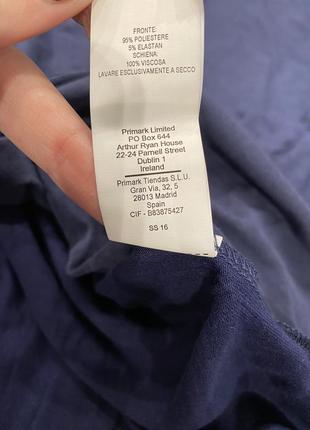 FRONTE:
95% POLIESTERE
5% ELASTAN
SCHIENA:
100% VISCOSA
LAVARE ESCLUSIVAMENTE A SECCO
Primark Limited
PO Box 644
Arthur Ryan House
22-24 Parnell Street
Dublin 1
Ireland
Primark Tiendas S.L.U.
Gran Via, 32, 5
28013 Madrid
Spain
CIF - B83875427
SS 16